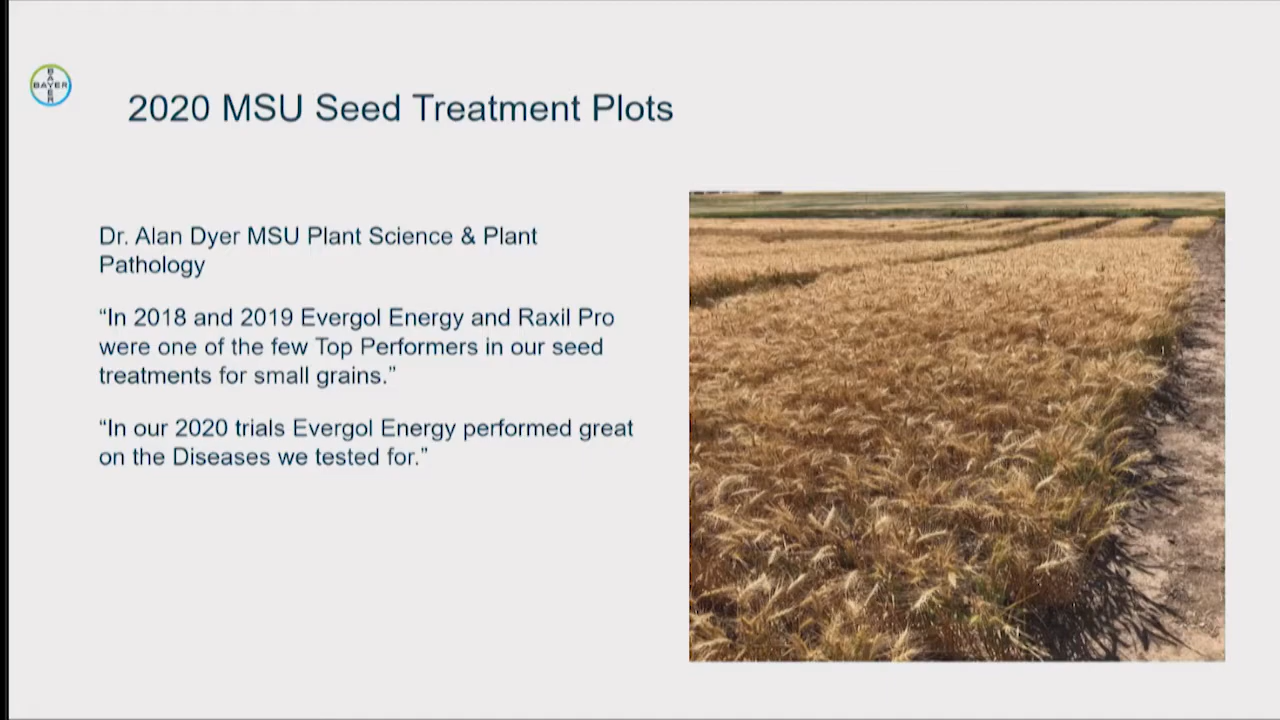 BAYER
BAYER
2020 MSU Seed Treatment Plots
Dr. Alan Dyer MSU Plant Science & Plant
Pathology
“In 2018 and 2019 Evergol Energy and Raxil Pro
were one of the few Top Performers in our seed
treatments for small grains.”
“In our 2020 trials Evergol Energy performed great
on the Diseases we tested for.”